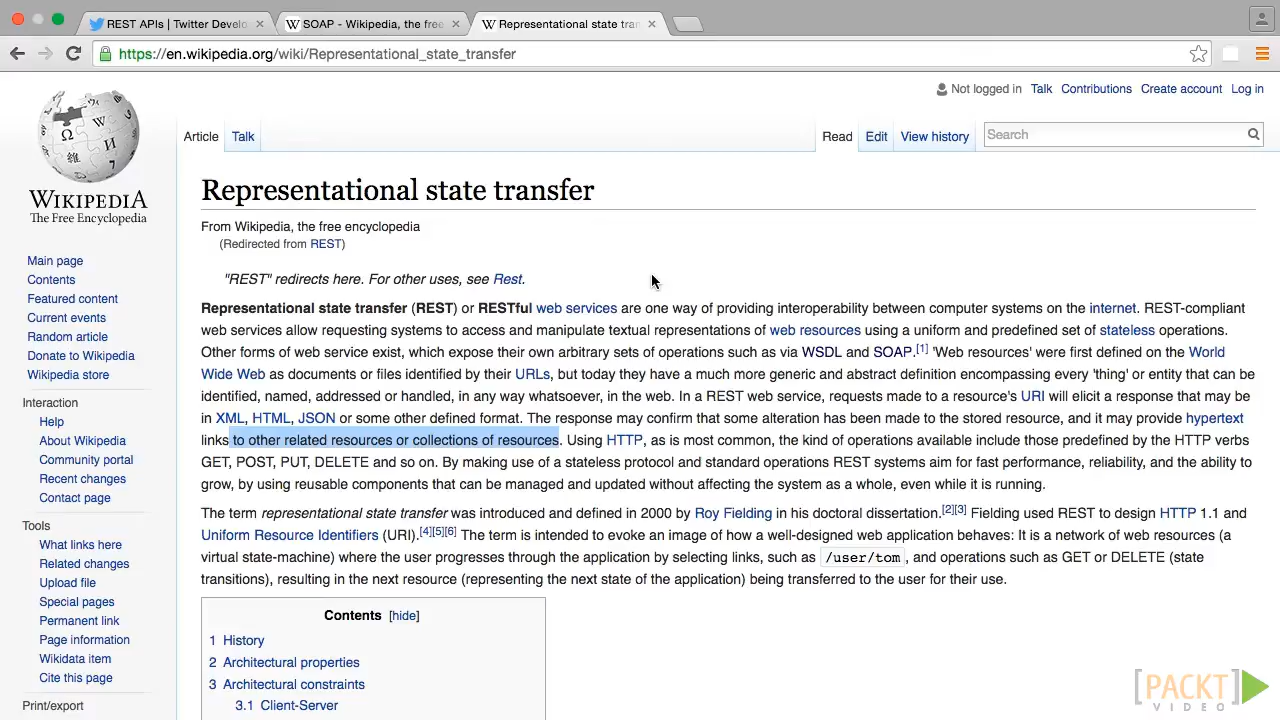 REST APIs | Twitter Develo
SOAP - Wikipedia, the free
Representational state tran
https://en.wikipedia.org/wiki/Representational_state_transfer
Not logged in Talk Contributions Create account Log in
Article Talk Read Edit View history Search
WIKIPEDIA
The Free Encyclopedia
Main page
Contents
Featured content
Current events
Random article
Donate to Wikipedia
Wikipedia store
Interaction
Help
About Wikipedia
Community portal
Recent changes
Contact page
Tools
What links here
Related changes
Upload file
Special pages
Permanent link
Page information
Wikidata item
Cite this page
Print/export
Representational state transfer
From Wikipedia, the free encyclopedia
(Redirected from REST)
"REST" redirects here. For other uses, see Rest.
Representational state transfer (REST) or RESTful web services are one way of providing interoperability between computer systems on the internet. REST-compliant
web services allow requesting systems to access and manipulate textual representations of web resources using a uniform and predefined set of stateless operations.
Other forms of web service exist, which expose their own arbitrary sets of operations such as via WSDL and SOAP.[1] 'Web resources' were first defined on the World
Wide Web as documents or files identified by their URLs, but today they have a much more generic and abstract definition encompassing every 'thing' or entity that can be
identified, named, addressed or handled, in any way whatsoever, in the web. In a REST web service, requests made to a resource's URI will elicit a response that may be
in XML, HTML, JSON or some other defined format. The response may confirm that some alteration has been made to the stored resource, and it may provide hypertext
links to other related resources or collections of resources. Using HTTP, as is most common, the kind of operations available include those predefined by the HTTP verbs
GET, POST, PUT, DELETE and so on. By making use of a stateless protocol and standard operations REST systems aim for fast performance, reliability, and the ability to
grow, by using reusable components that can be managed and updated without affecting the system as a whole, even while it is running.
The term representational state transfer was introduced and defined in 2000 by Roy Fielding in his doctoral dissertation.[2][3] Fielding used REST to design HTTP 1.1 and
Uniform Resource Identifiers (URI).[4][5][6] The term is intended to evoke an image of how a well-designed web application behaves: It is a network of web resources (a
virtual state-machine) where the user progresses through the application by selecting links, such as /user/tom, and operations such as GET or DELETE (state
transitions), resulting in the next resource (representing the next state of the application) being transferred to the user for their use.
Contents [hide]
1 History
2 Architectural properties
3 Architectural constraints
3.1 Client-Server
[PACKT]
VIDEO